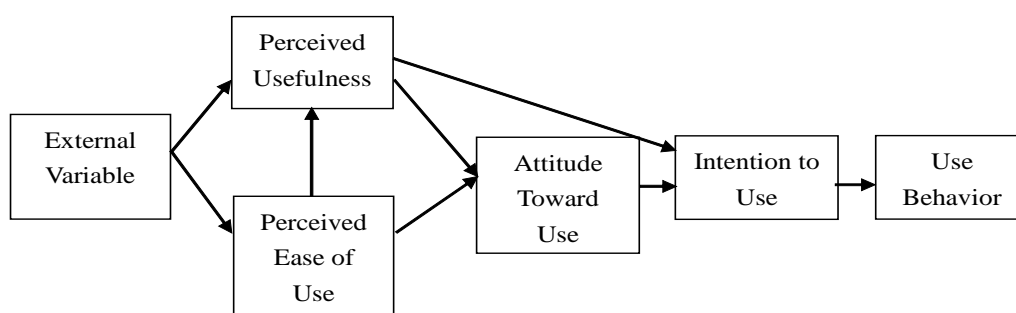 Perceived
Usefulness
External
Variable
Perceived
Ease of
Use
Attitude
Toward
Use
Intention to
Use
Use
Behavior